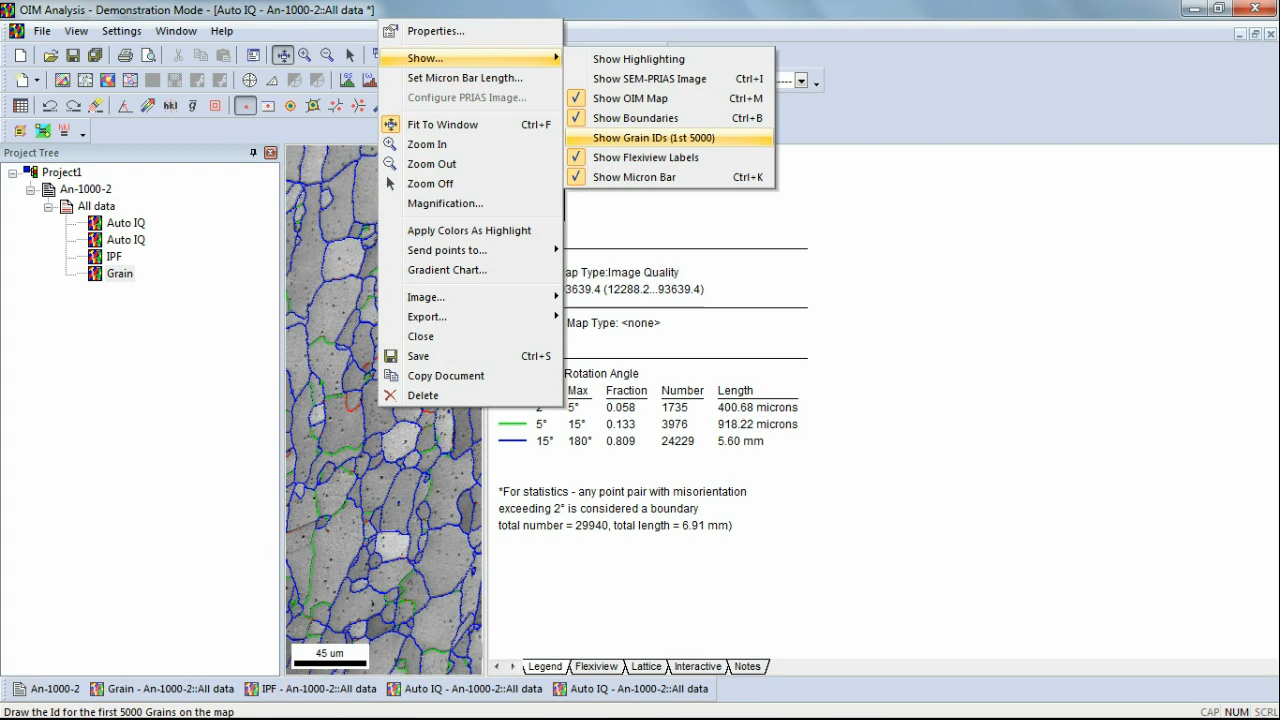 OIM Analysis - Demonstration Mode - [Auto IQ - An-1000-2::All data *]
File View Settings Window Help
Properties...
Show...
Set Micron Bar Length...
Configure PRIAS Image...
Fit To Window Ctrl+F
Zoom In
Zoom Out
Zoom Off
Magnification...
Apply Colors As Highlight
Send points to...
Gradient Chart...
Image...
Export...
Close
Save Ctrl+S
Copy Document
Delete
Show Highlighting
Show SEM-PRIAS Image Ctrl+I
Show OIM Map Ctrl+M
Show Boundaries Ctrl+B
Show Grain IDs (1st 5000)
Show Flexiview Labels
Show Micron Bar Ctrl+K
hkl
Project Tree
Project1
An-1000-2
All data
Auto IQ
Auto IQ
IPF
Grain
ap Type:Image Quality
3639.4 (12288.2...93639.4)
Map Type: <none>
Rotation Angle
Max Fraction Number Length
2° 5° 0.058 1735 400.68 microns
5° 15° 0.133 3976 918.22 microns
15° 180° 0.809 24229 5.60 mm
*For statistics - any point pair with misorientation
exceeding 2° is considered a boundary
total number = 29940, total length = 6.91 mm)
45 um
Legend Flexiview Lattice Interactive Notes
An-1000-2 Grain - An-1000-2::All data IPF - An-1000-2::All data Auto IQ - An-1000-2::All data Auto IQ - An-1000-2::All data
Draw the Id for the first 5000 Grains on the map CAP NUM SCRL